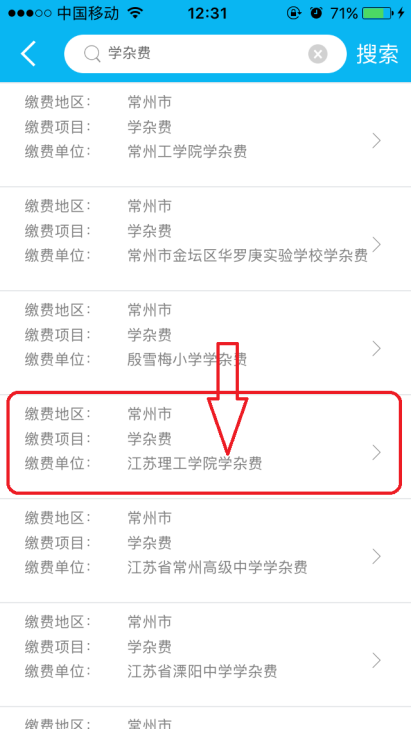 中国移动 12:31 71%
学杂费 搜索
缴费地区： 常州市
缴费项目： 学杂费
缴费单位： 常州工学院学杂费
缴费地区： 常州市
缴费项目： 学杂费
缴费单位： 常州市金坛区华罗庚实验学校学杂费
缴费地区： 常州市
缴费项目： 学杂费
缴费单位： 殷雪梅小学学杂费
缴费地区： 常州市
缴费项目： 学杂费
缴费单位： 江苏理工学院学杂费
缴费地区： 常州市
缴费项目： 学杂费
缴费单位： 江苏省常州高级中学学杂费
缴费地区： 常州市
缴费项目： 学杂费
缴费单位： 江苏省溧阳中学学杂费
缴费地区： 常州市